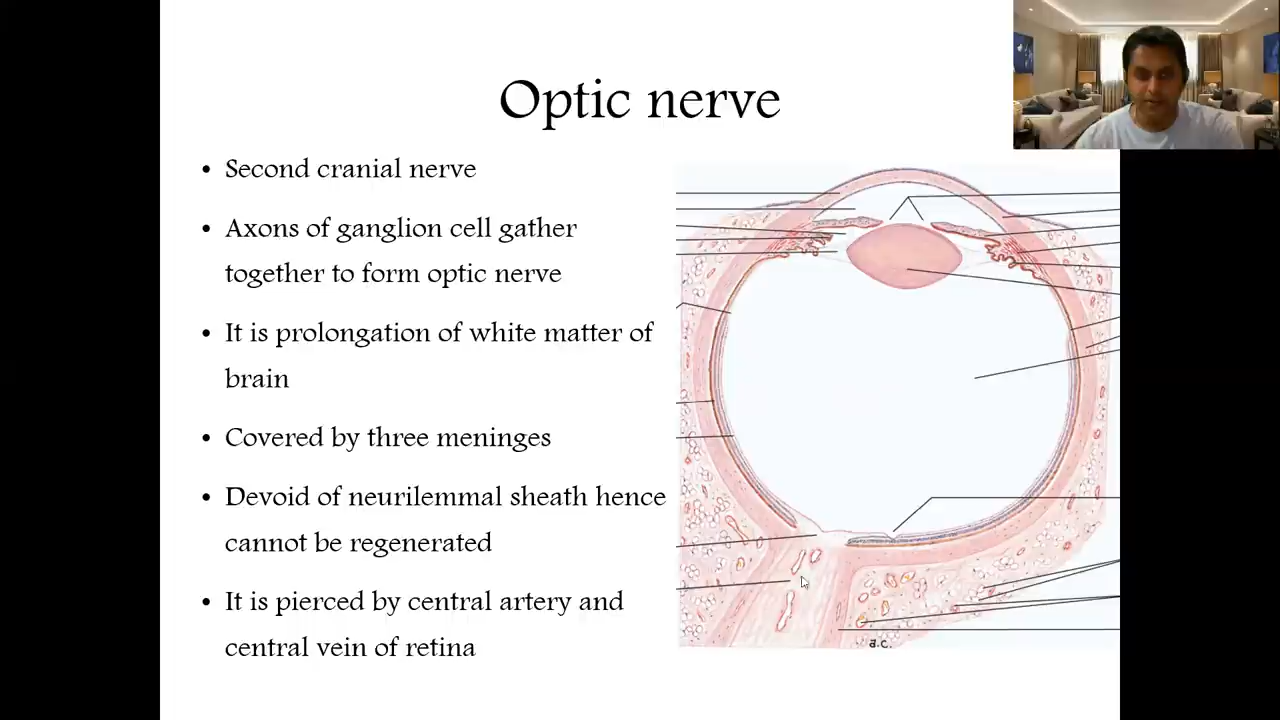 Optic nerve
• Second cranial nerve
• Axons of ganglion cell gather
together to form optic nerve
• It is prolongation of white matter of
brain
• Covered by three meninges
• Devoid of neurilemmal sheath hence
cannot be regenerated
• It is pierced by central artery and
central vein of retina
a.c.